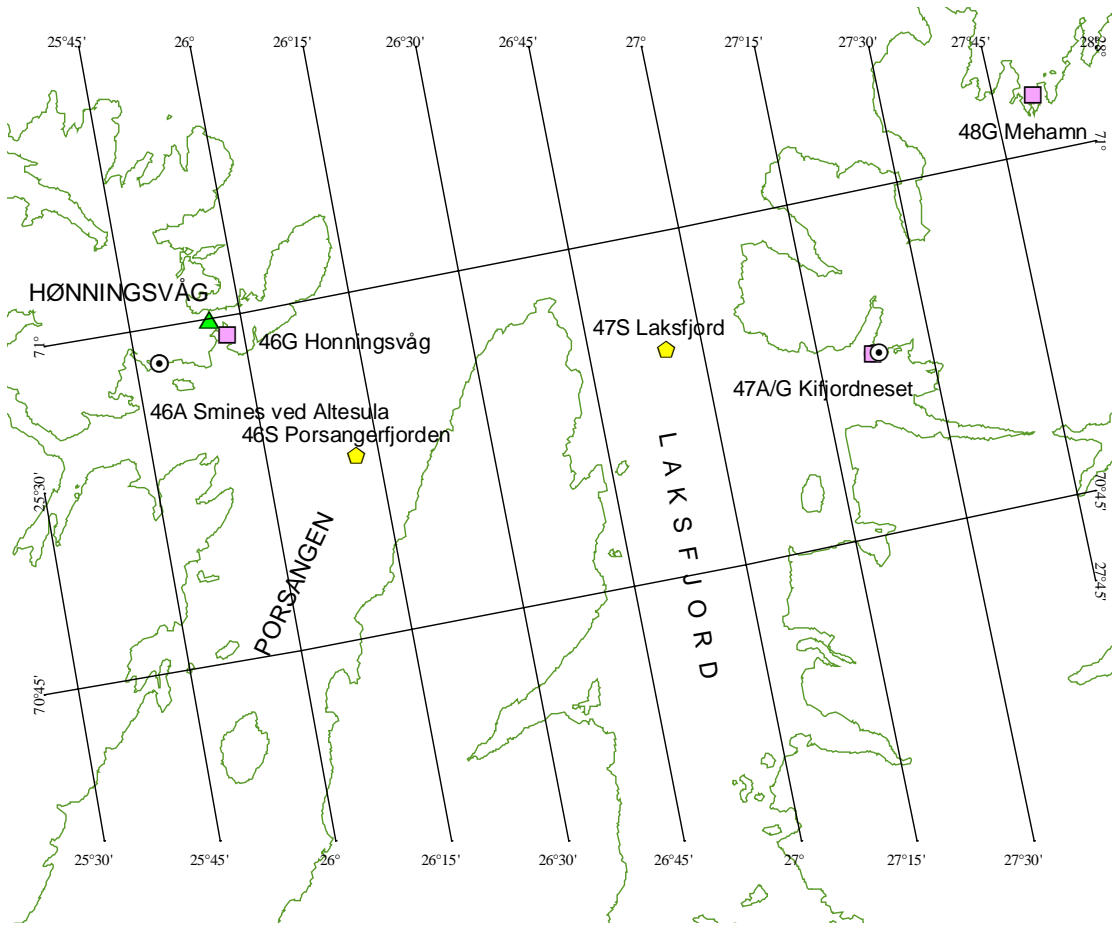 25°45' 26° 26°15' 26°30' 26°45' 27° 27°15' 27°30' 27°45' 28°
28°
48G Mehamn
71°
HØNNINGSVÅG
71°
46G Honningsvåg
47S Laksfjord
47A/G Kifjordneset
46A Smines ved Altesula
46S Porsangerfjorden
25°30'
70°45'
LAKSFJORD
PORSANGEN
27°45'
70°45'
25°30' 25°45' 26° 26°15' 26°30' 26°45' 27° 27°15' 27°30'